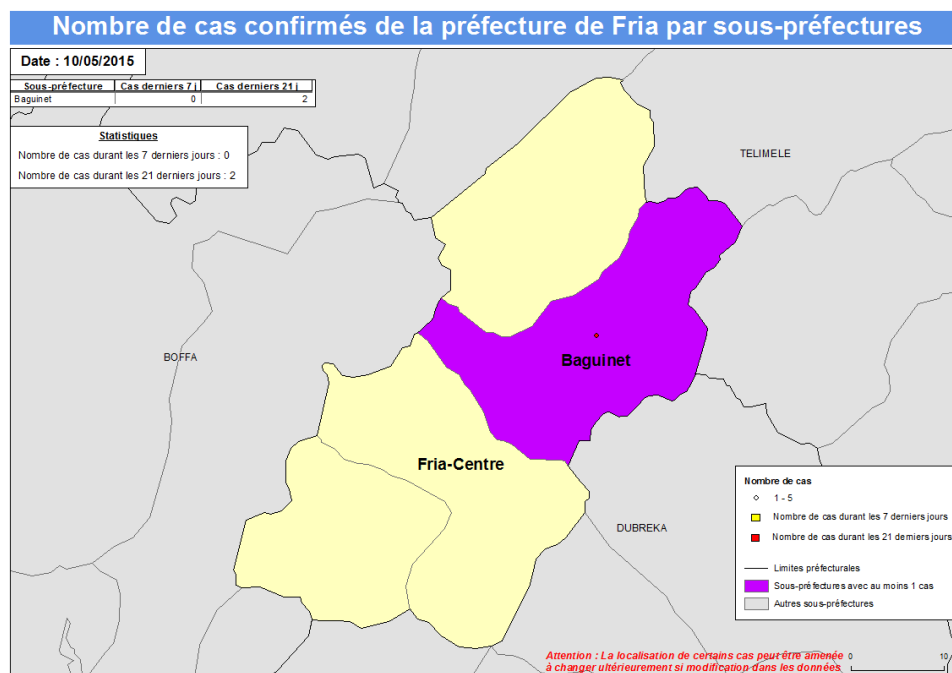 Nombre de cas confirmés de la préfecture de Fria par sous-préfectures
Date : 10/05/2015
Sous-préfecture Cas derniers 7 j Cas derniers 21 j
Baguinet 0 2
Statistiques
Nombre de cas durant les 7 derniers jours : 0
Nombre de cas durant les 21 derniers jours : 2
TELIMELE
BOFFA
Baguinet
Fria-Centre
DUBREKA
Nombre de cas
1 - 5
Nombre de cas durant les 7 derniers jours
Nombre de cas durant les 21 derniers jours
Limites préfecturales
Sous-préfectures avec au moins 1 cas
Autres sous-préfectures
Attention : La localisation de certains cas peut être amenée
à changer ultérieurement si modification dans les données
0 10